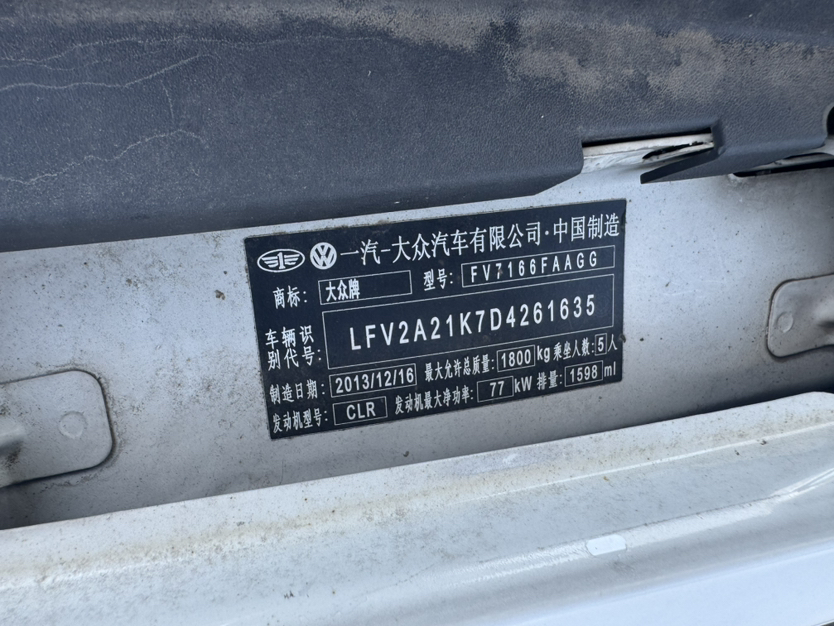 一汽-大众汽车有限公司·中国制造
商标: 大众牌 型号: FV7166FAAGG
车辆识别代号: LFV2A21K7D4261635
制造日期: 2013/12/16 最大允许总质量: 1800 kg 乘坐人数: 5 人
发动机型号: CLR 发动机最大净功率: 77 kW 排量: 1598 ml